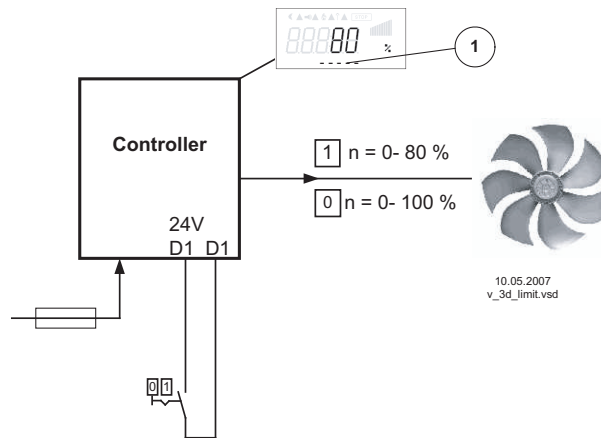 STOP
80 %
1
Controller
1 n = 0- 80 %
0 n = 0- 100 %
24V
D1 D1
10.05.2007
v_3d_limit.vsd
0 1